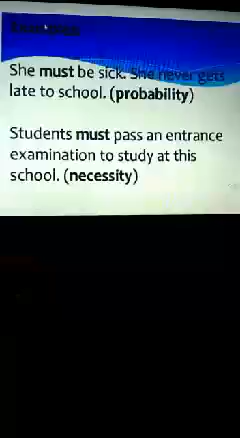 Examples
She must be sick. She never gets
late to school. (probability)
Students must pass an entrance
examination to study at this
school. (necessity)